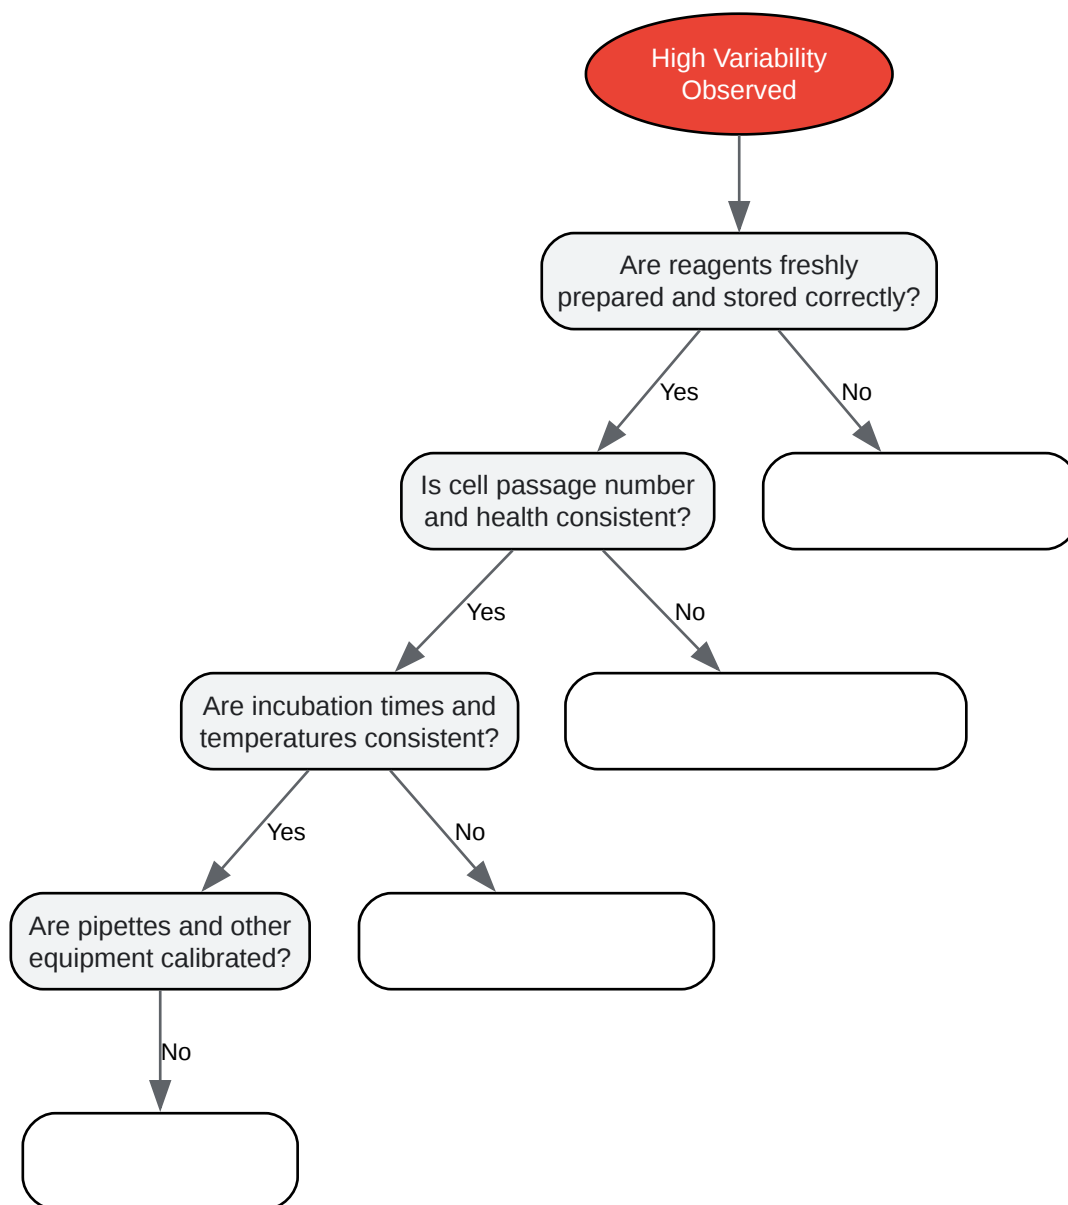 High Variability
Observed
Are reagents freshly
prepared and stored correctly?
Yes
No
Is cell passage number
and health consistent?
Yes
No
Are incubation times and
temperatures consistent?
Yes
No
Are pipettes and other
equipment calibrated?
No